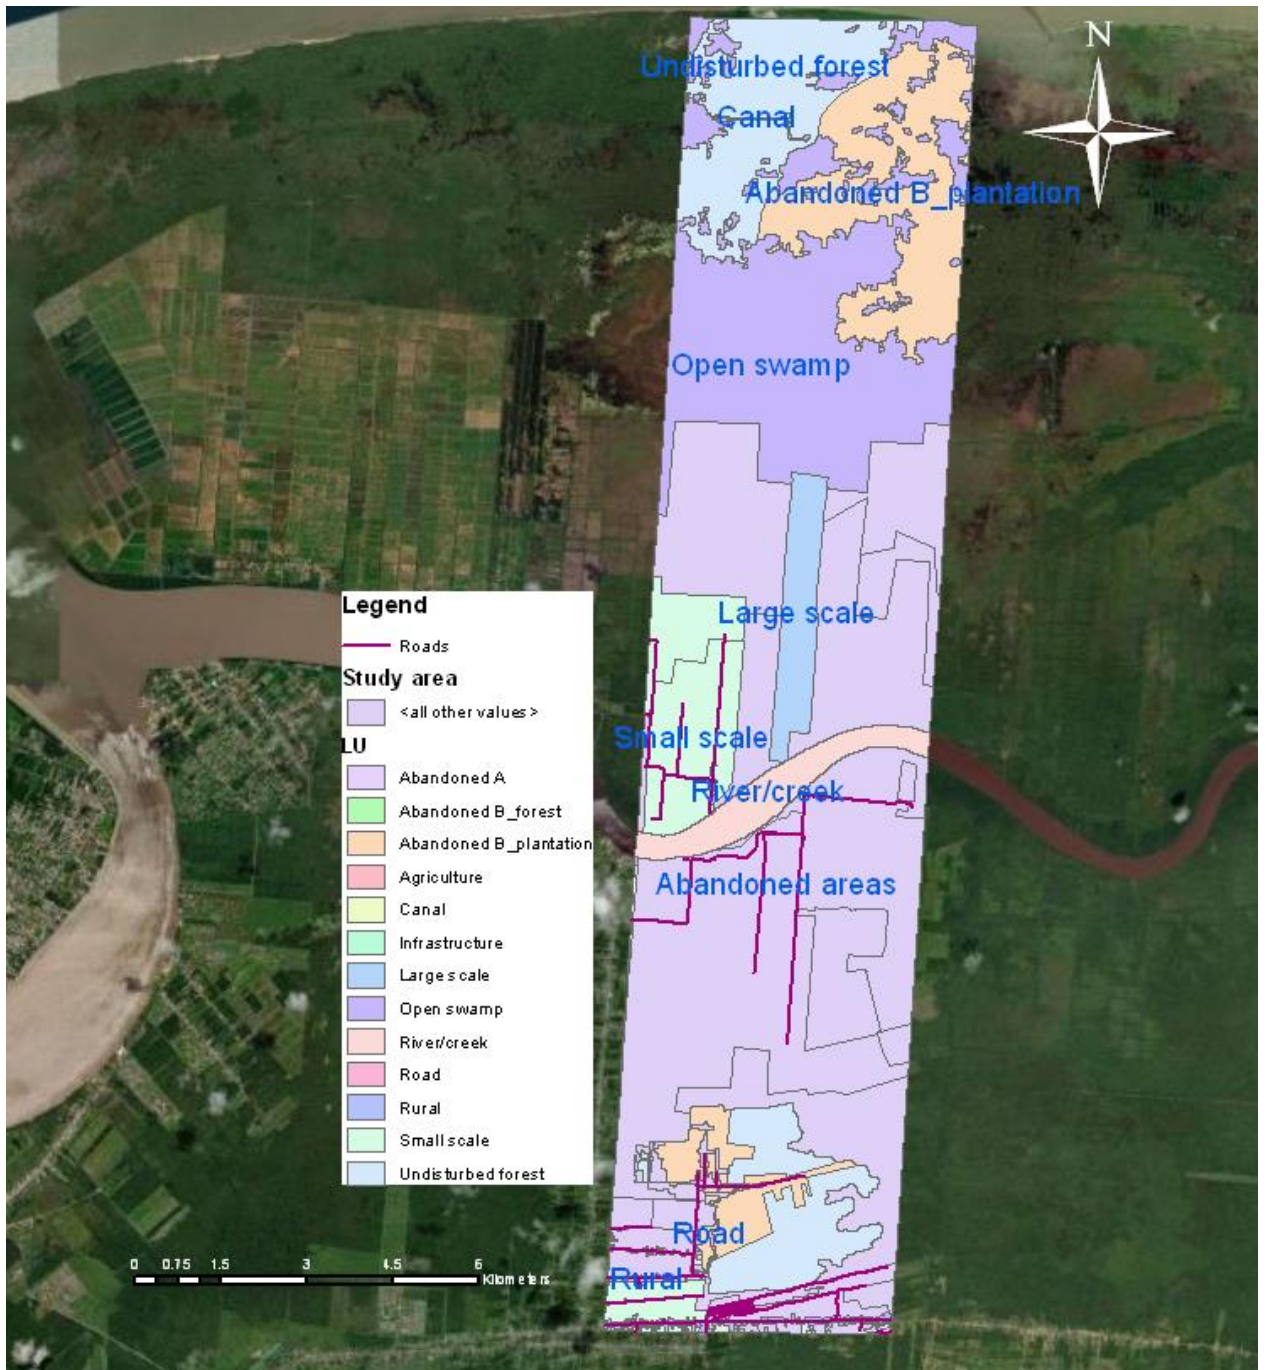 N
Undisturbed forest
Canal
Abandoned B_plantation
Open swamp
Large scale
Small scale
River/creek
Abandoned areas
Road
Rural
Legend
Roads
Study area
<all other values>
LU
Abandoned A
Abandoned B_forest
Abandoned B_plantation
Agriculture
Canal
Infrastructure
Large scale
Open swamp
River/creek
Road
Rural
Small scale
Undisturbed forest
0 0.75 1.5 3 4.5 6
Kilometers